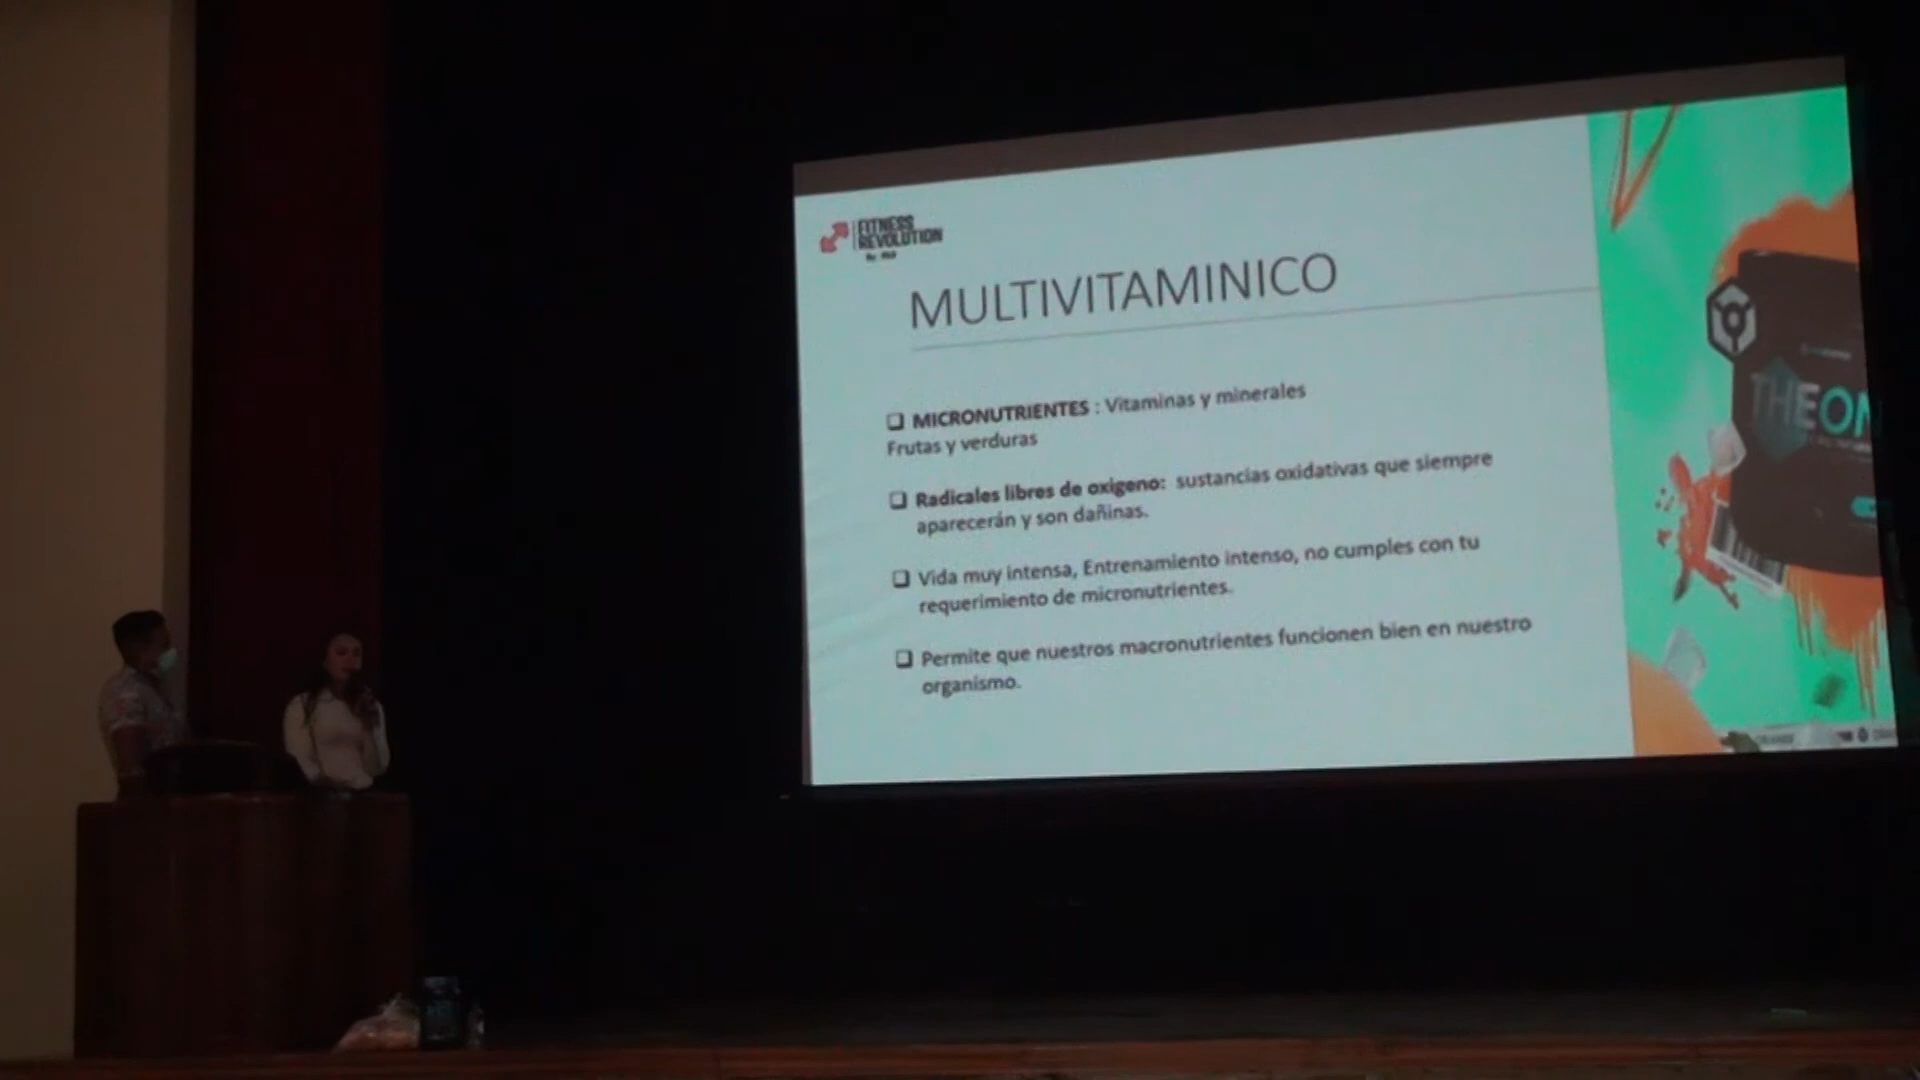 FITNESS
REVOLUTION
MULTIVITAMINICO
❑ MICRONUTRIENTES : Vitaminas y minerales
Frutas y verduras
❑ Radicales libres de oxigeno: sustancias oxidativas que siempre
aparecerán y son dañinas.
❑ Vida muy intensa, Entrenamiento intenso, no cumples con tu
requerimiento de micronutrientes.
❑ Permite que nuestros macronutrientes funcionen bien en nuestro
organismo.
THEON